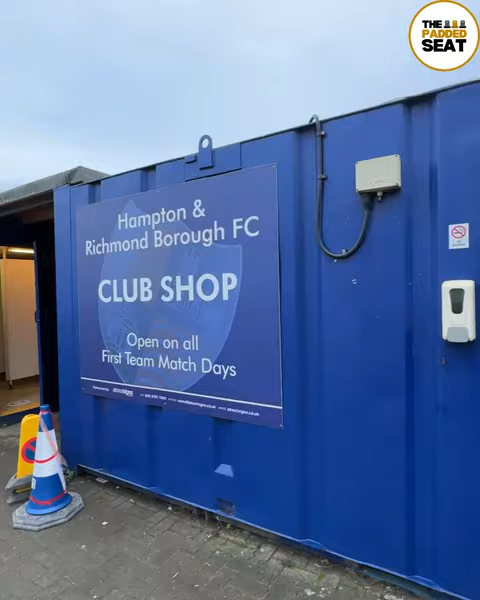 THE
PADDED
SEAT
Hampton &
Richmond Borough FC
CLUB SHOP
Open on all
First Team Match Days